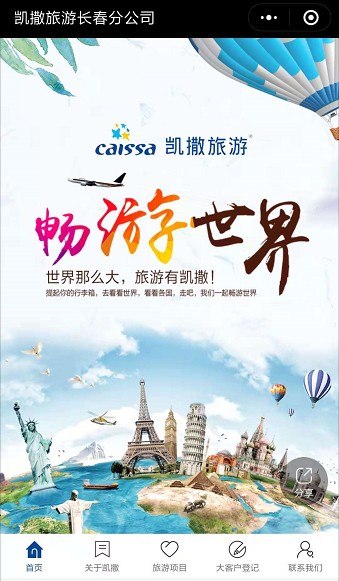 凯撒旅游长春分公司
caissa 凯撒旅游®
畅游世界
世界那么大，旅游有凯撒！
提起你的行李箱，去看看世界，看看各国，走吧，我们一起畅游世界
分享
首页 关于凯撒 旅游项目 大客户登记 联系我们